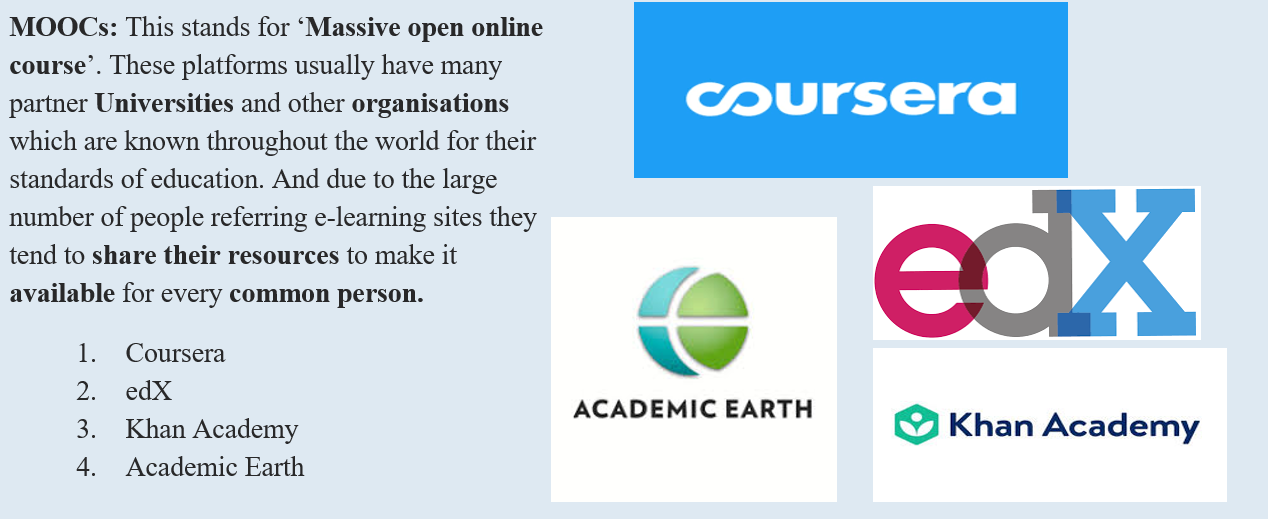 MOOCs: This stands for ‘Massive open online
course’. These platforms usually have many
partner Universities and other organisations
which are known throughout the world for their
standards of education. And due to the large
number of people referring e-learning sites they
tend to share their resources to make it
available for every common person.
1. Coursera
2. edX
3. Khan Academy
4. Academic Earth
coursera
edX
ACADEMIC EARTH
Khan Academy